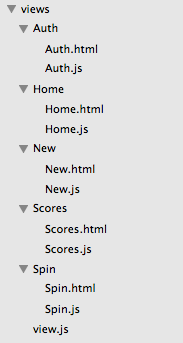 views
Auth
Auth.html
Auth.js
Home
Home.html
Home.js
New
New.html
New.js
Scores
Scores.html
Scores.js
Spin
Spin.html
Spin.js
view.js